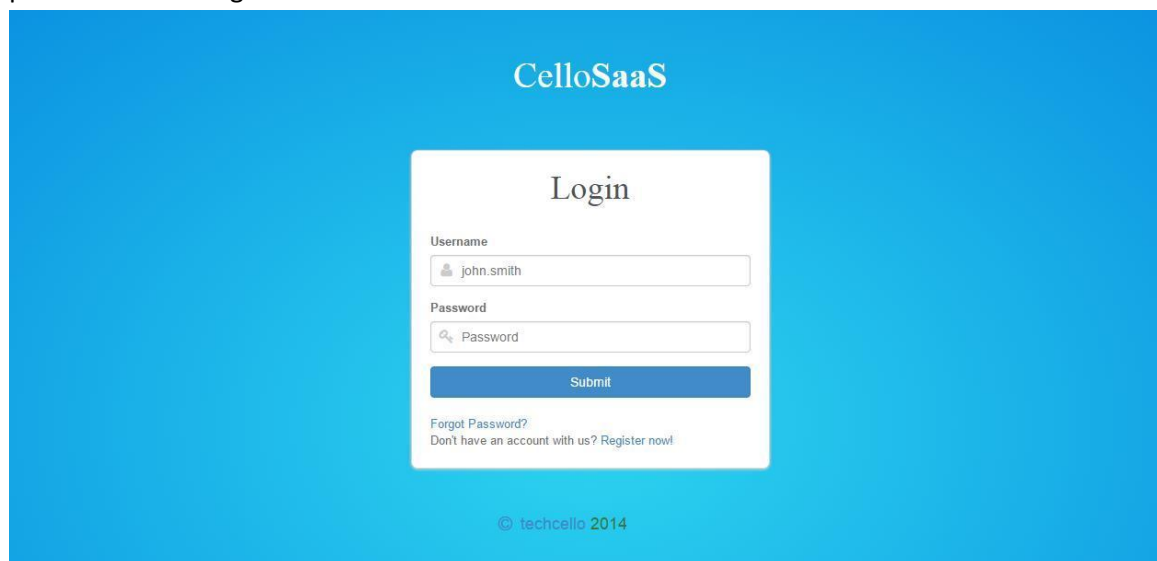 CelloSaaS
Login
Username
john.smith
Password
Password
Submit
Forgot Password?
Don't have an account with us? Register now!
© techcello 2014